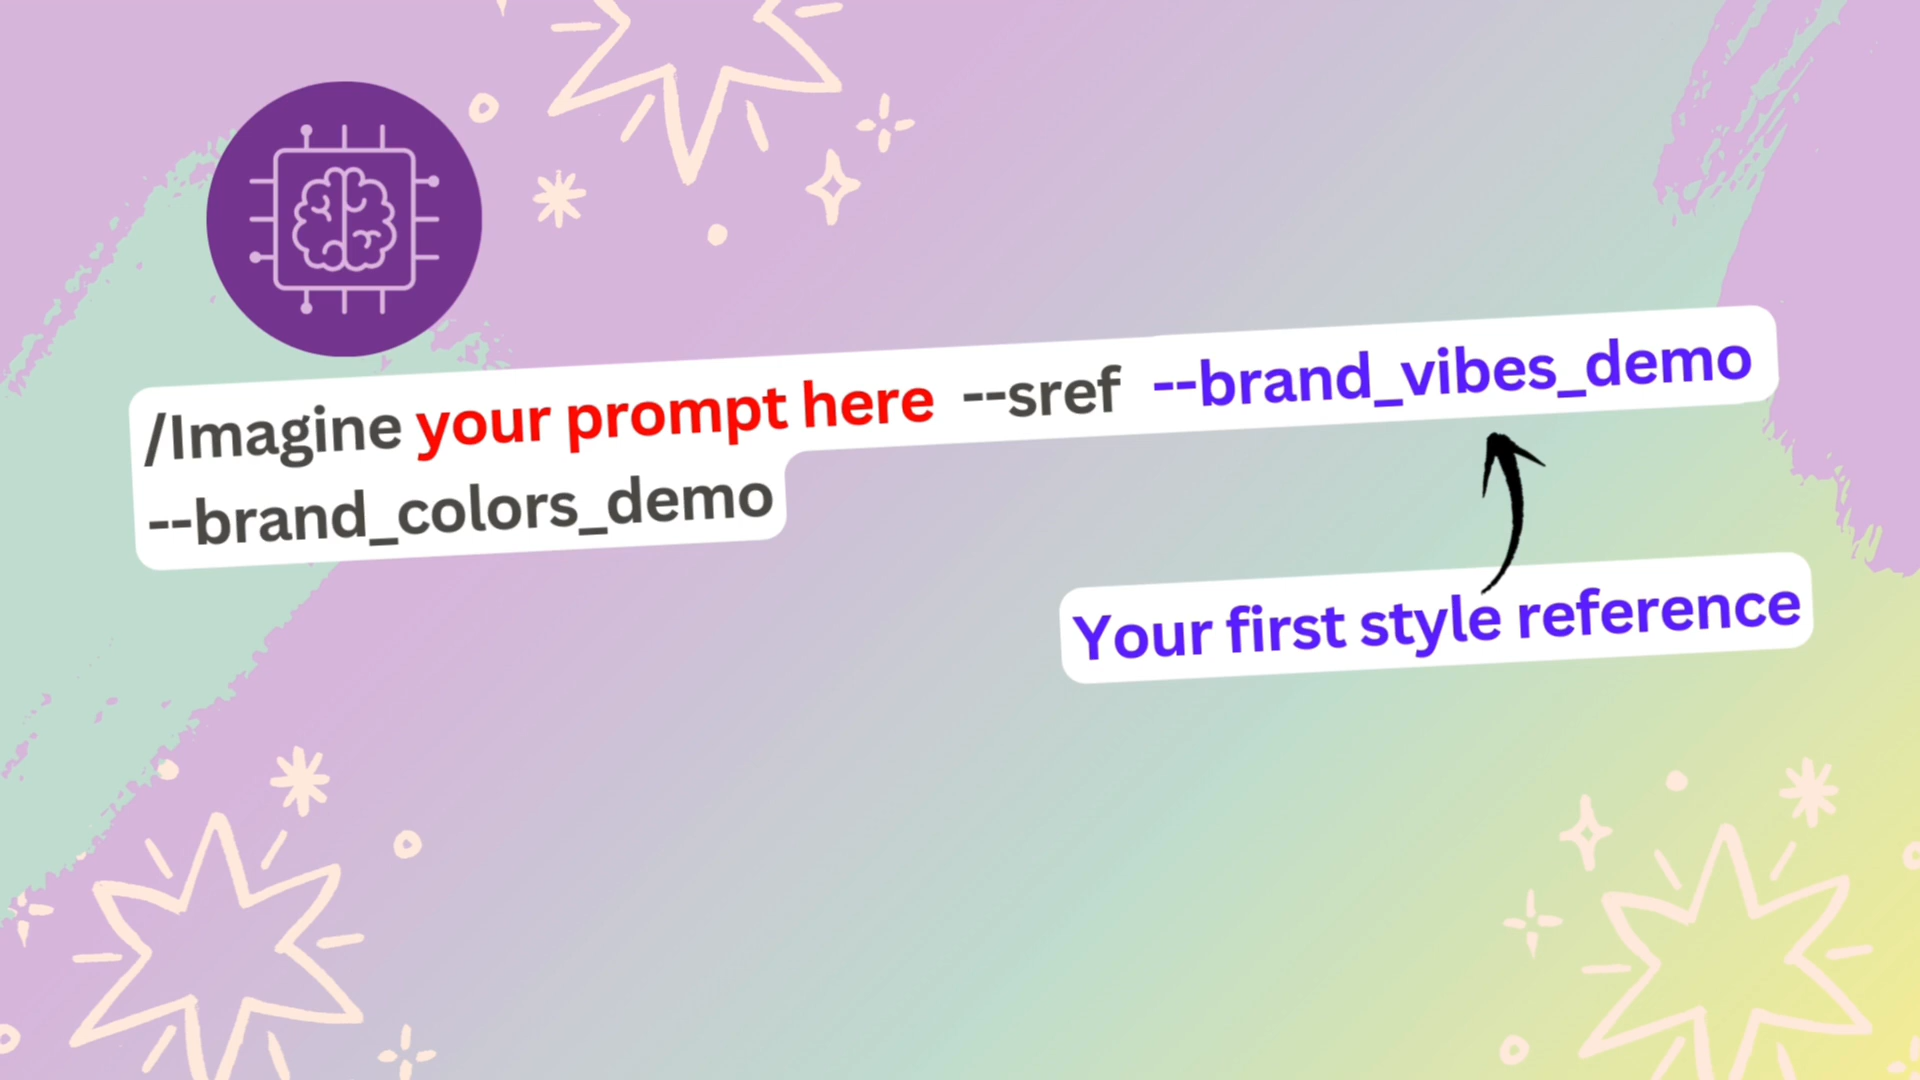 /Imagine your prompt here --sref --brand_vibes_demo
--brand_colors_demo
Your first style reference